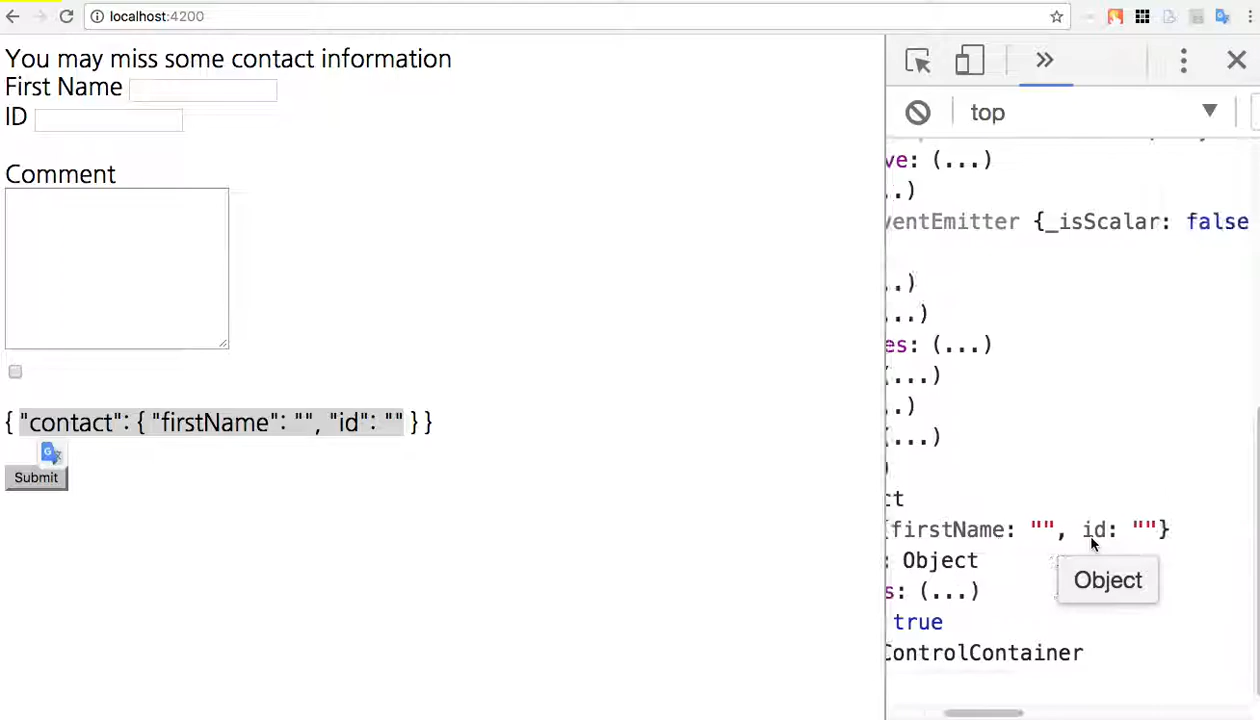 localhost:4200
You may miss some contact information
First Name
ID
Comment
{ "contact": { "firstName": "", "id": "" } }
Submit
top
ve: (...)
..)
ventEmitter {_isScalar: false
..)
...)
es: (...)
(...)
..)
(...)
)
ct
{firstName: "", id: ""}
: Object
Object
s: (...)
true
ControlContainer